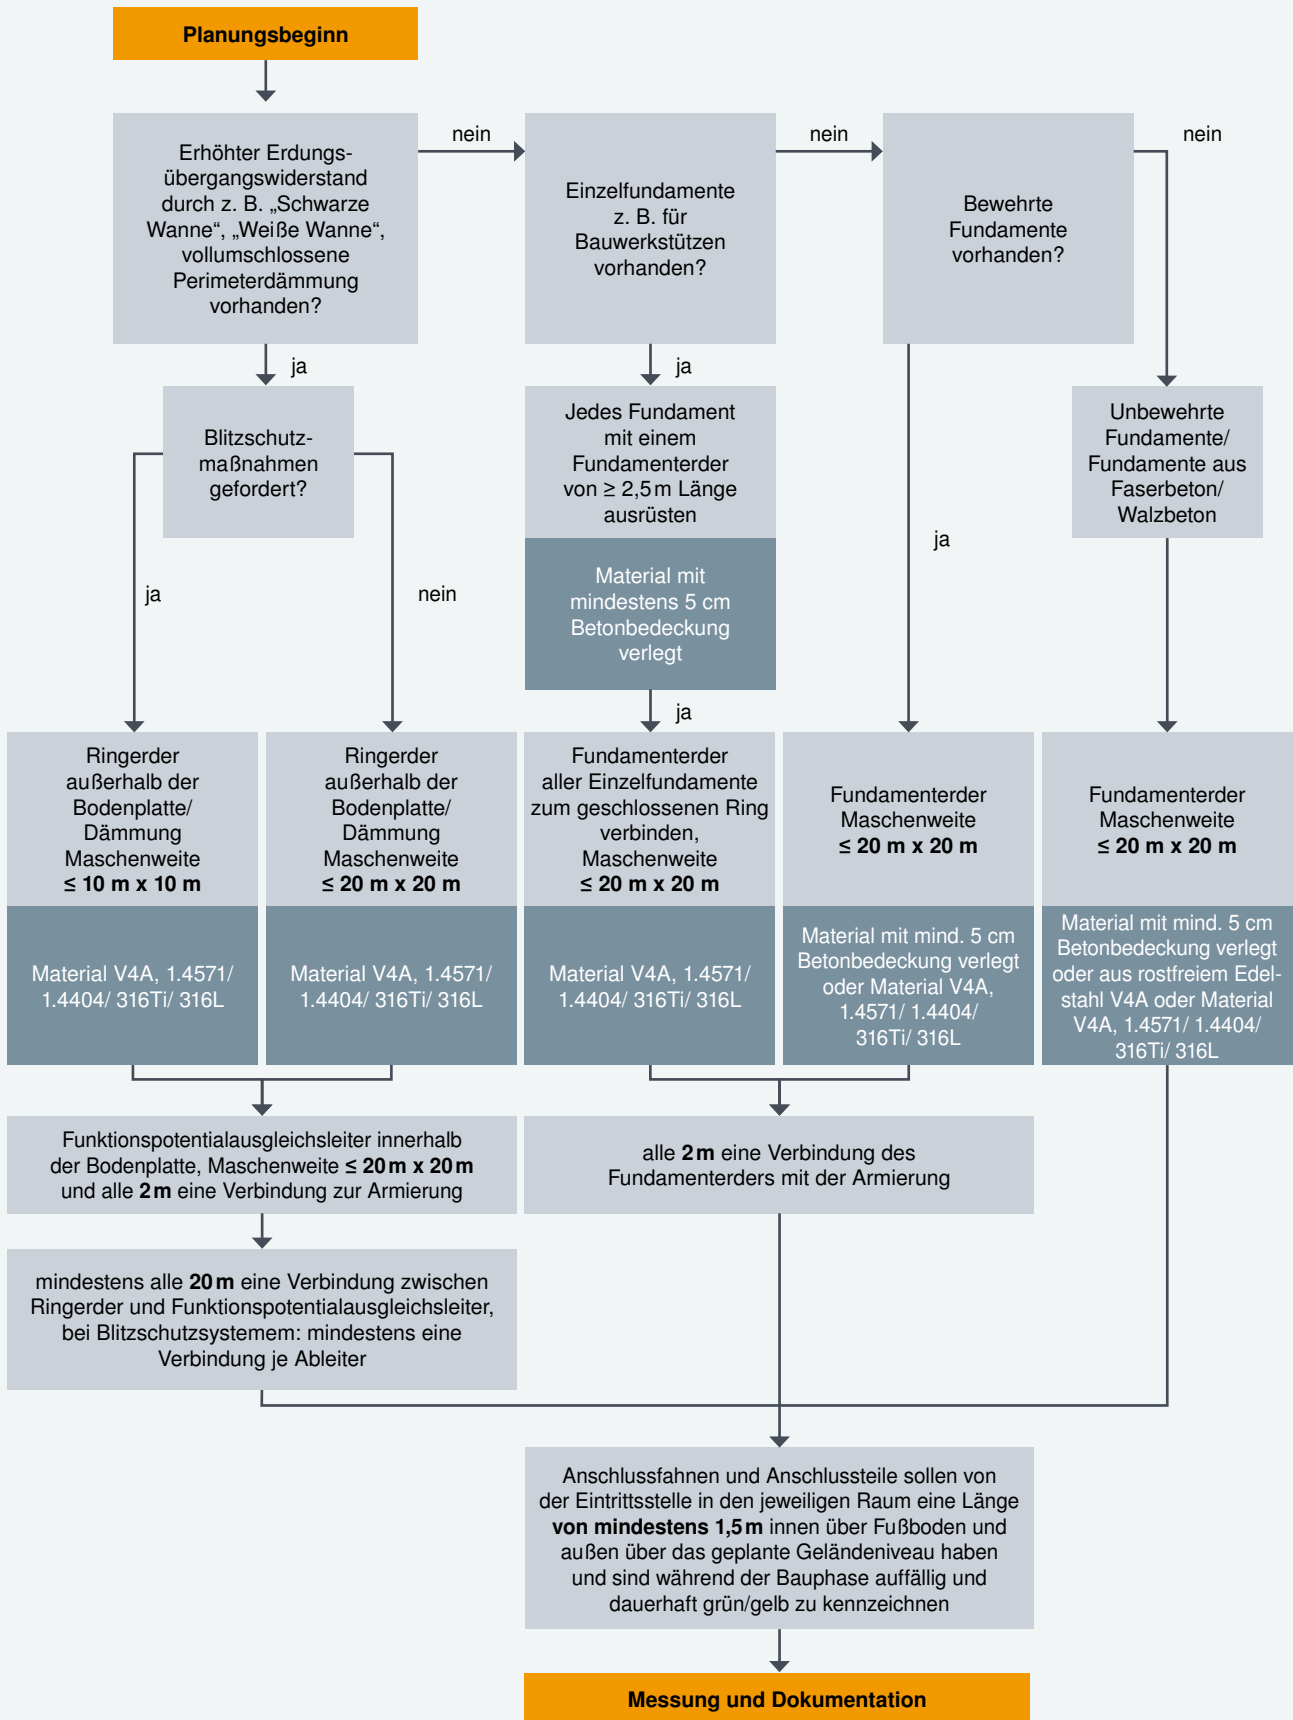 Planungsbeginn
Erhöhter Erdungs-
übergangswiderstand
durch z. B. „Schwarze
Wanne“, „Weiße Wanne“,
vollumschlossene
Perimeterdämmung
vorhanden?
nein
Einzelfundamente
z. B. für
Bauwerkstützen
vorhanden?
nein
Bewehrte
Fundamente
vorhanden?
nein
ja
Blitzschutz-
maßnahmen
gefordert?
ja
Jedes Fundament
mit einem
Fundamenterder
von ≥ 2,5 m Länge
ausrüsten
Material mit
mindestens 5 cm
Betonbedeckung
verlegt
Unbewehrte
Fundamente/
Fundamente aus
Faserbeton/
Walzbeton
ja
nein
ja
ja
Ringerder
außerhalb der
Bodenplatte/
Dämmung
Maschenweite
≤ 10 m x 10 m
Material V4A, 1.4571/
1.4404/ 316Ti/ 316L
Ringerder
außerhalb der
Bodenplatte/
Dämmung
Maschenweite
≤ 20 m x 20 m
Material V4A, 1.4571/
1.4404/ 316Ti/ 316L
Fundamenterder
aller Einzelfundamente
zum geschlossenen Ring
verbinden,
Maschenweite
≤ 20 m x 20 m
Material V4A, 1.4571/
1.4404/ 316Ti/ 316L
Fundamenterder
Maschenweite
≤ 20 m x 20 m
Material mit mind. 5 cm
Betonbedeckung verlegt
oder Material V4A,
1.4571/ 1.4404/
316Ti/ 316L
Fundamenterder
Maschenweite
≤ 20 m x 20 m
Material mit mind. 5 cm
Betonbedeckung verlegt
oder aus rostfreiem Edel-
stahl V4A oder Material
V4A, 1.4571/ 1.4404/
316Ti/ 316L
Funktionspotentialausgleichsleiter innerhalb
der Bodenplatte, Maschenweite ≤ 20 m x 20 m
und alle 2 m eine Verbindung zur Armierung
alle 2 m eine Verbindung des
Fundamenterders mit der Armierung
mindestens alle 20 m eine Verbindung zwischen
Ringerder und Funktionspotentialausgleichsleiter,
bei Blitzschutzsystemem: mindestens eine
Verbindung je Ableiter
Anschlussfahnen und Anschlussteile sollen von
der Eintrittsstelle in den jeweiligen Raum eine Länge
von mindestens 1,5 m innen über Fußboden und
außen über das geplante Geländeniveau haben
und sind während der Bauphase auffällig und
dauerhaft grün/gelb zu kennzeichnen
Messung und Dokumentation